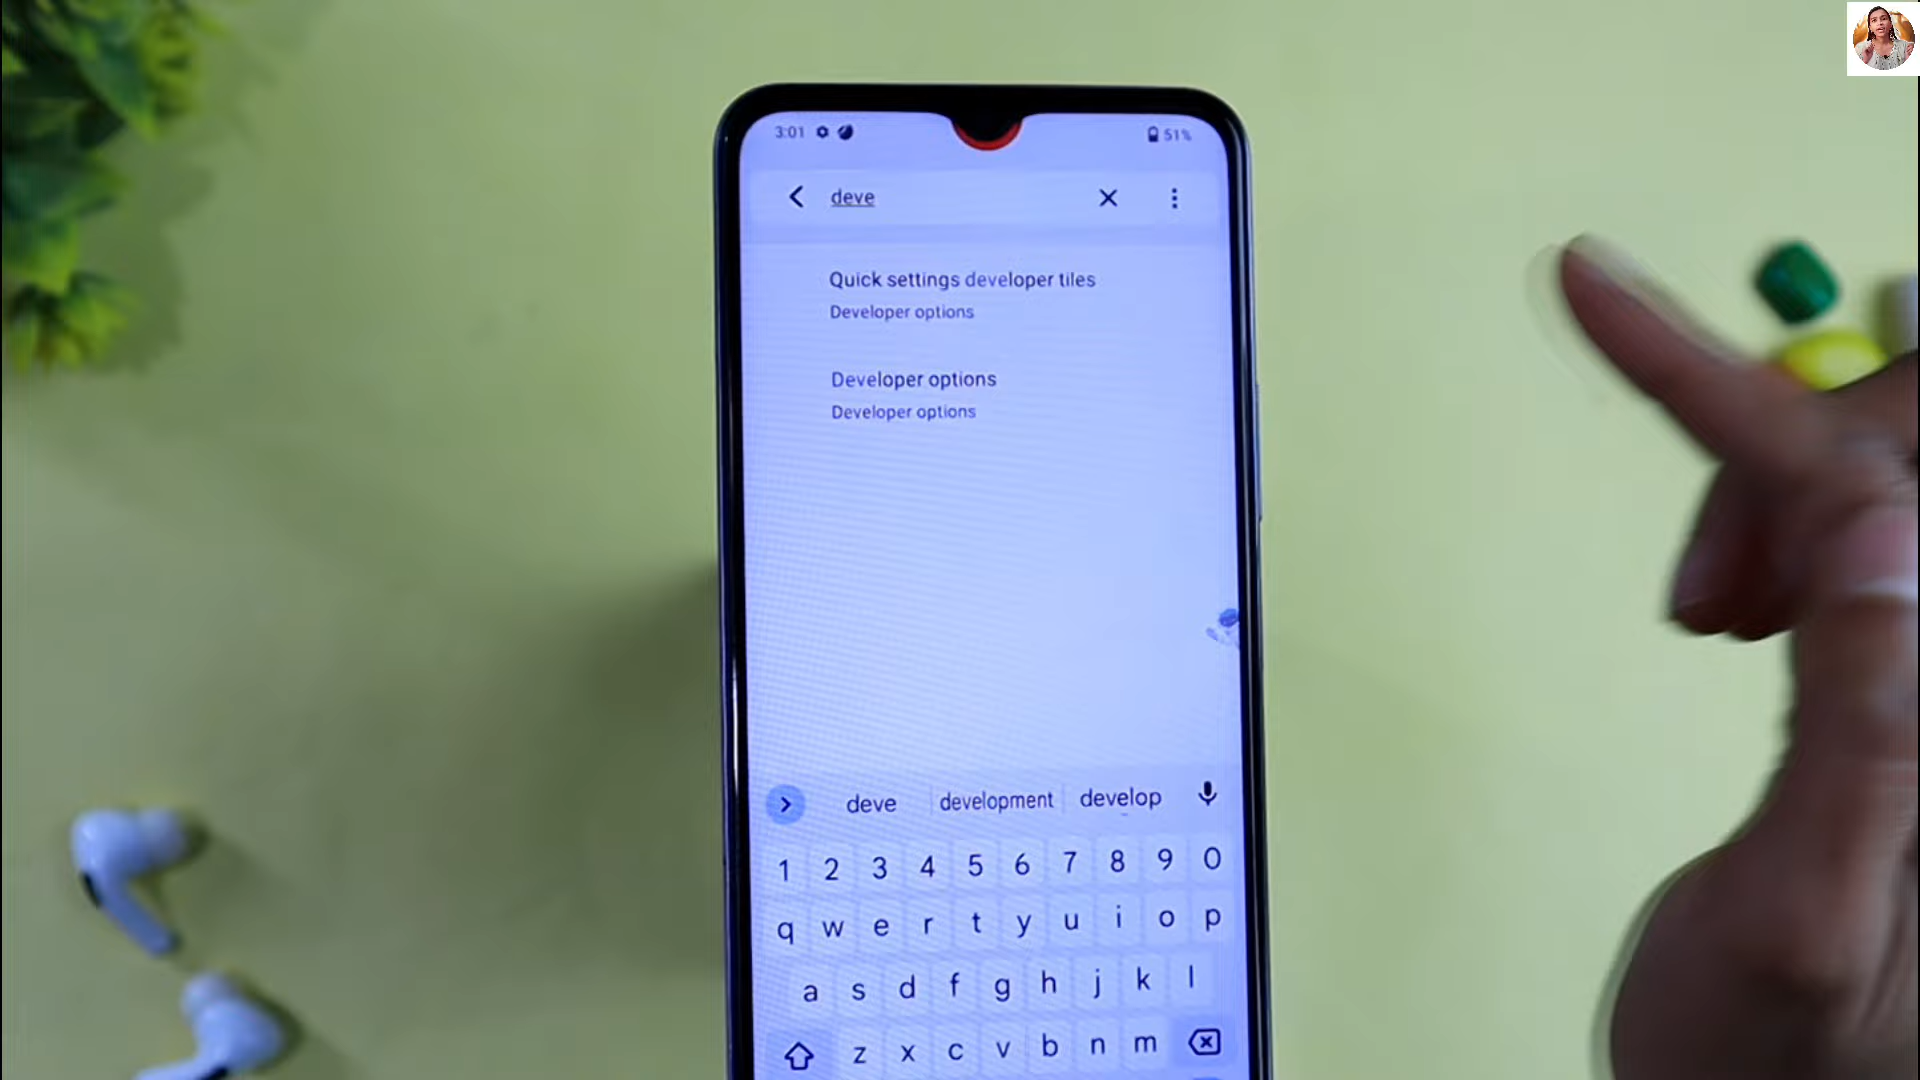 3:01 51%
deve
Quick settings developer tiles
Developer options
Developer options
Developer options
deve development develop
1 2 3 4 5 6 7 8 9 0
q w e r t y u i o p
a s d f g h j k l
z x c v b n m